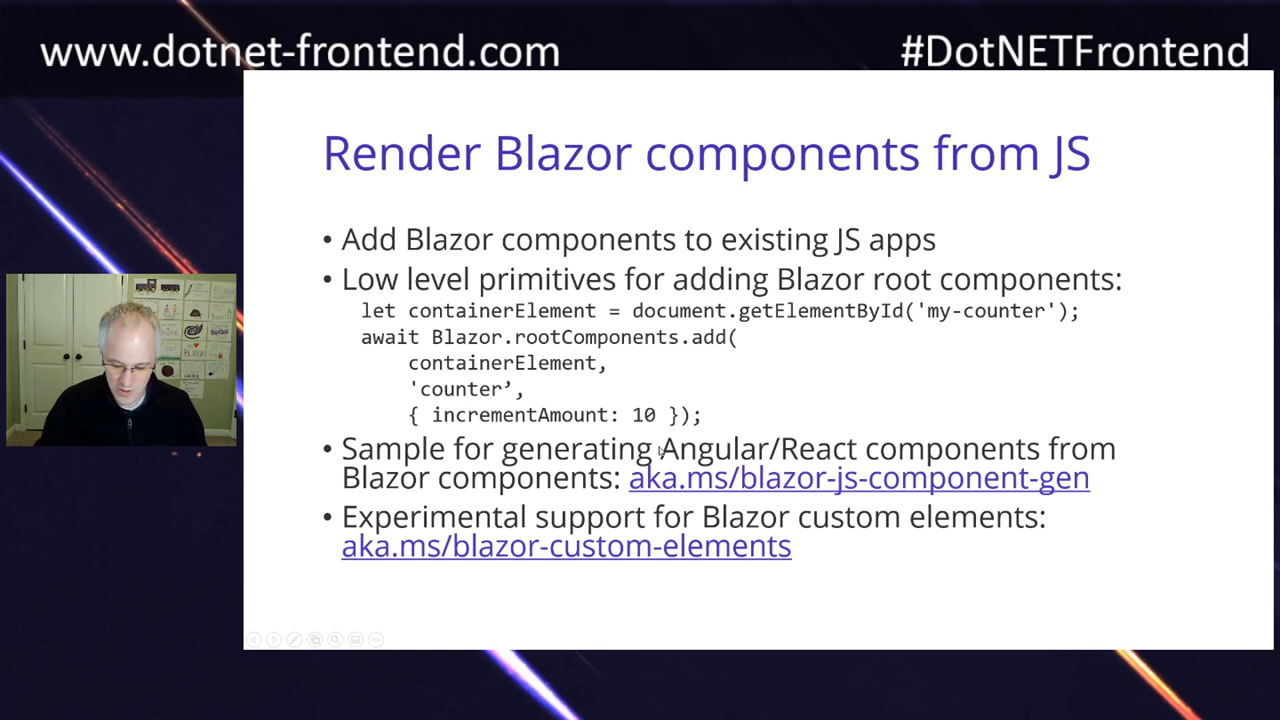 www.dotnet-frontend.com
#DotNETFrontend
Render Blazor components from JS
• Add Blazor components to existing JS apps
• Low level primitives for adding Blazor root components:
let containerElement = document.getElementById('my-counter');
await Blazor.rootComponents.add(
containerElement,
'counter’,
{ incrementAmount: 10 });
• Sample for generating Angular/React components from
Blazor components: aka.ms/blazor-js-component-gen
• Experimental support for Blazor custom elements:
aka.ms/blazor-custom-elements